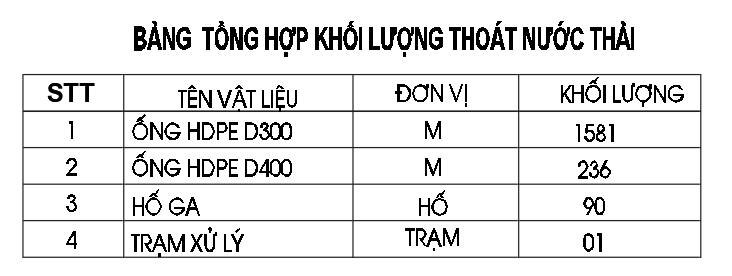 BẢNG TỔNG HỢP KHỐI LƯỢNG THOÁT NƯỚC THẢI
STT TÊN VẬT LIỆU ĐƠN VỊ KHỐI LƯỢNG
1 ỐNG HDPE D300 M 1581
2 ỐNG HDPE D400 M 236
3 HỐ GA HỐ 90
4 TRẠM XỬ LÝ TRẠM 01